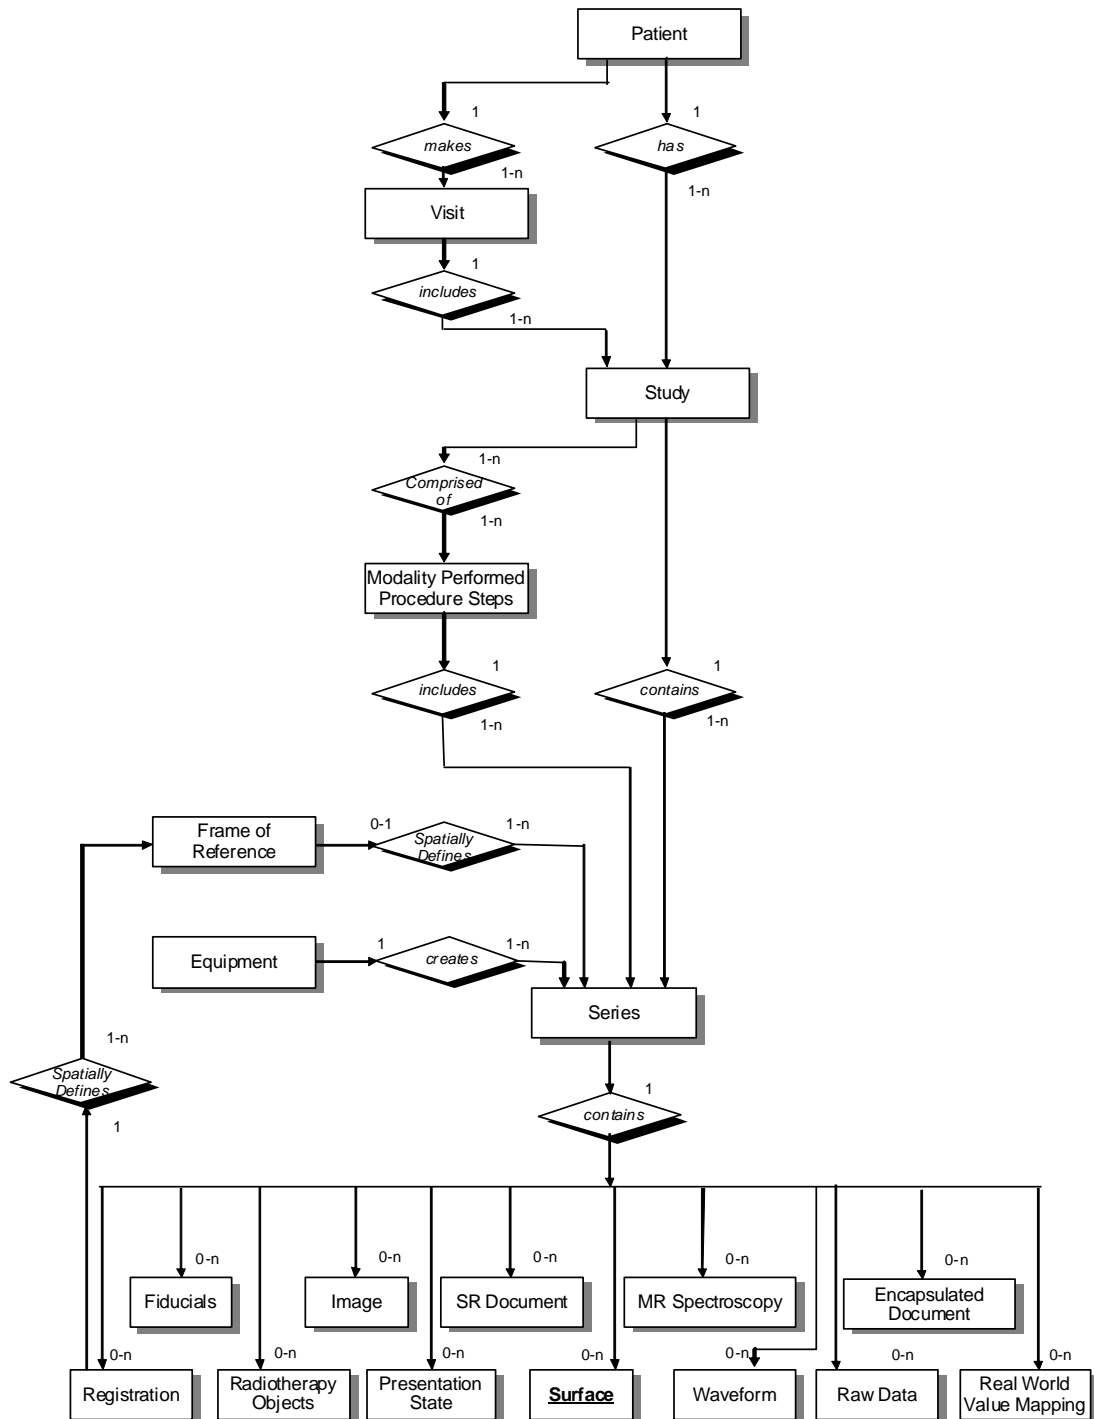 Patient
1
1
makes
has
1-n
1-n
Visit
1
includes
1-n
Study
1-n
Comprised
of
1-n
Modality Performed
Procedure Steps
1
1
includes
contains
1-n
1-n
Frame of
Reference
0-1
Spatially
Defines
1-n
Equipment
1
creates
1-n
Series
1-n
Spatially
Defines
1
1
contains
0-n
0-n
0-n
0-n
0-n
Fiducials
Image
SR Document
MR Spectroscopy
Encapsulated
Document
0-n
0-n
0-n
0-n
0-n
0-n
0-n
Registration
Radiotherapy
Objects
Presentation
State
Surface
Waveform
Raw Data
Real World
Value Mapping